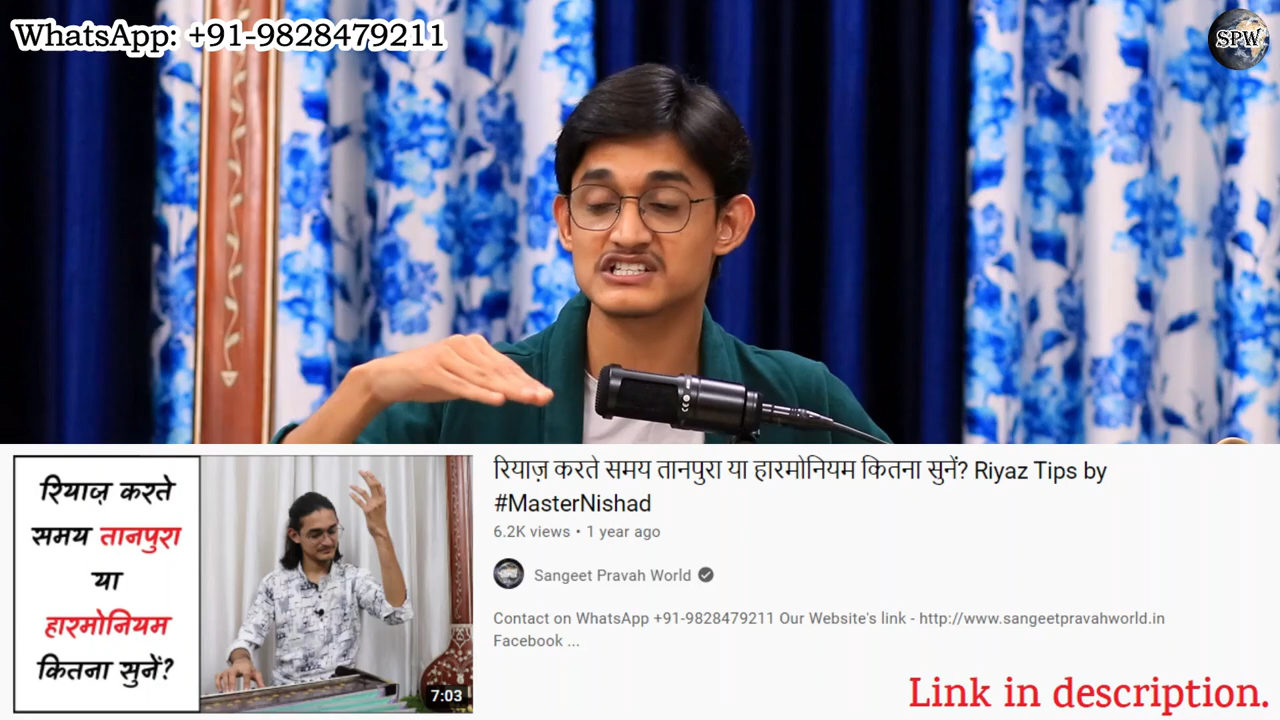 WhatsApp: +91-9828479211
SPW
रियाज़ करते
समय तानपुरा
या
हारमोनियम
कितना सुनें?
7:03
रियाज़ करते समय तानपुरा या हारमोनियम कितना सुनें? Riyaz Tips by
#MasterNishad
6.2K views • 1 year ago
SPW
Sangeet Pravah World
Contact on WhatsApp +91-9828479211 Our Website's link - http://www.sangeetpravahworld.in
Facebook ...
Link in description.